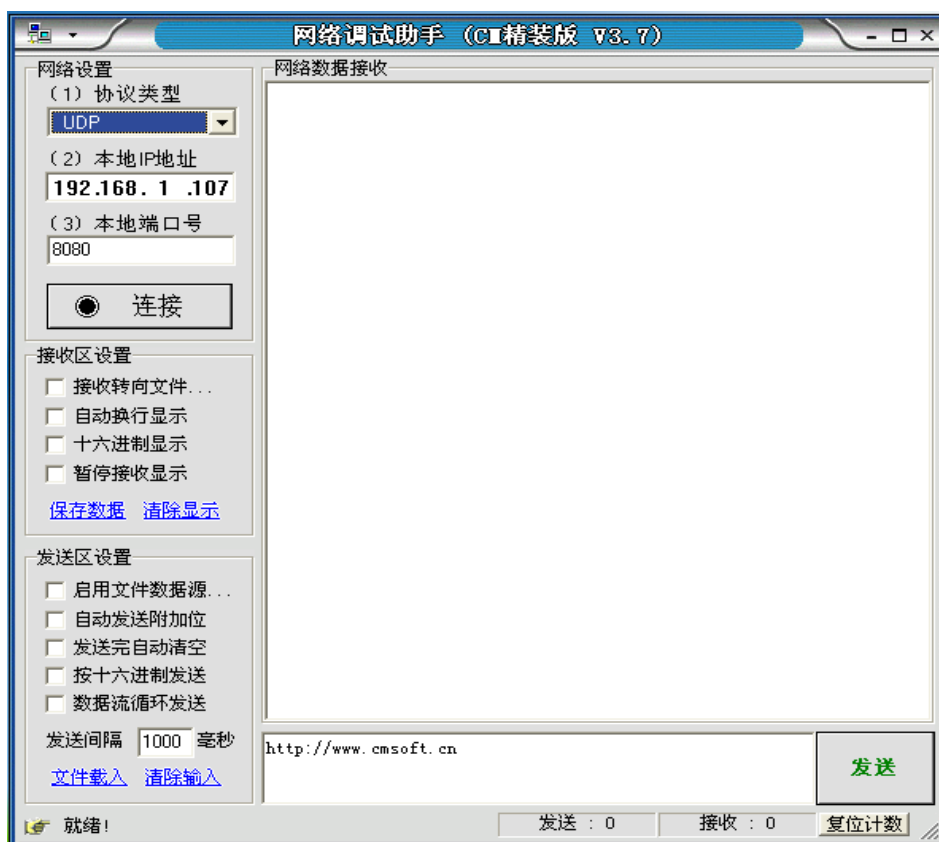 网络调试助手 (CM精装版 V3.7)
网络设置
(1) 协议类型
UDP
(2) 本地IP地址
192.168. 1 .107
(3) 本地端口号
8080
连接
接收区设置
接收转向文件...
自动换行显示
十六进制显示
暂停接收显示
保存数据 清除显示
发送区设置
启用文件数据源...
自动发送附加位
发送完自动清空
按十六进制发送
数据流循环发送
发送间隔 1000 毫秒
文件载入 清除输入
网络数据接收
http://www.cmsoft.cn
发送
就绪!
发送 : 0
接收 : 0
复位计数